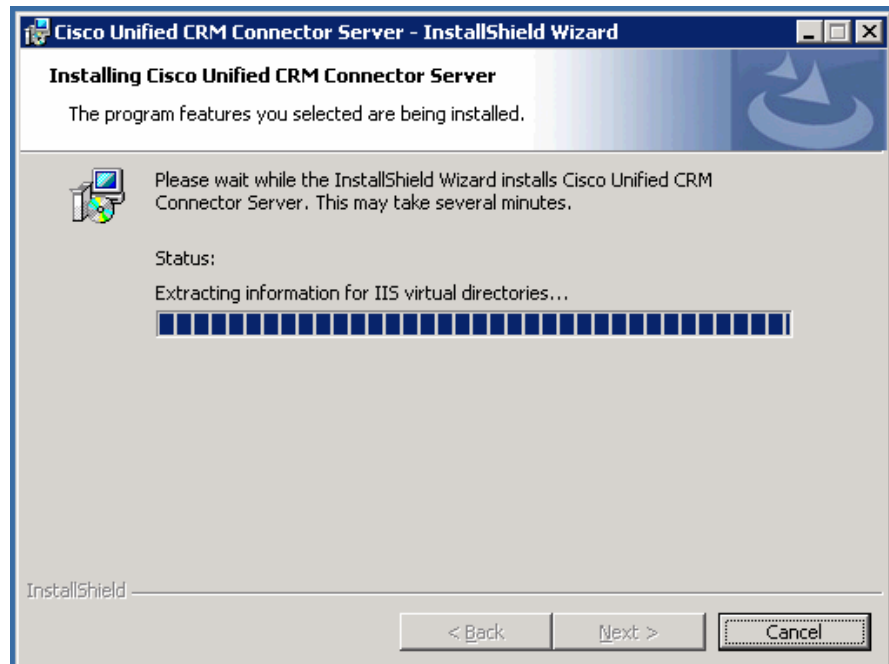 Cisco Unified CRM Connector Server - InstallShield Wizard
Installing Cisco Unified CRM Connector Server
The program features you selected are being installed.
Please wait while the InstallShield Wizard installs Cisco Unified CRM
Connector Server. This may take several minutes.
Status:
Extracting information for IIS virtual directories...
InstallShield
< Back
Next >
Cancel